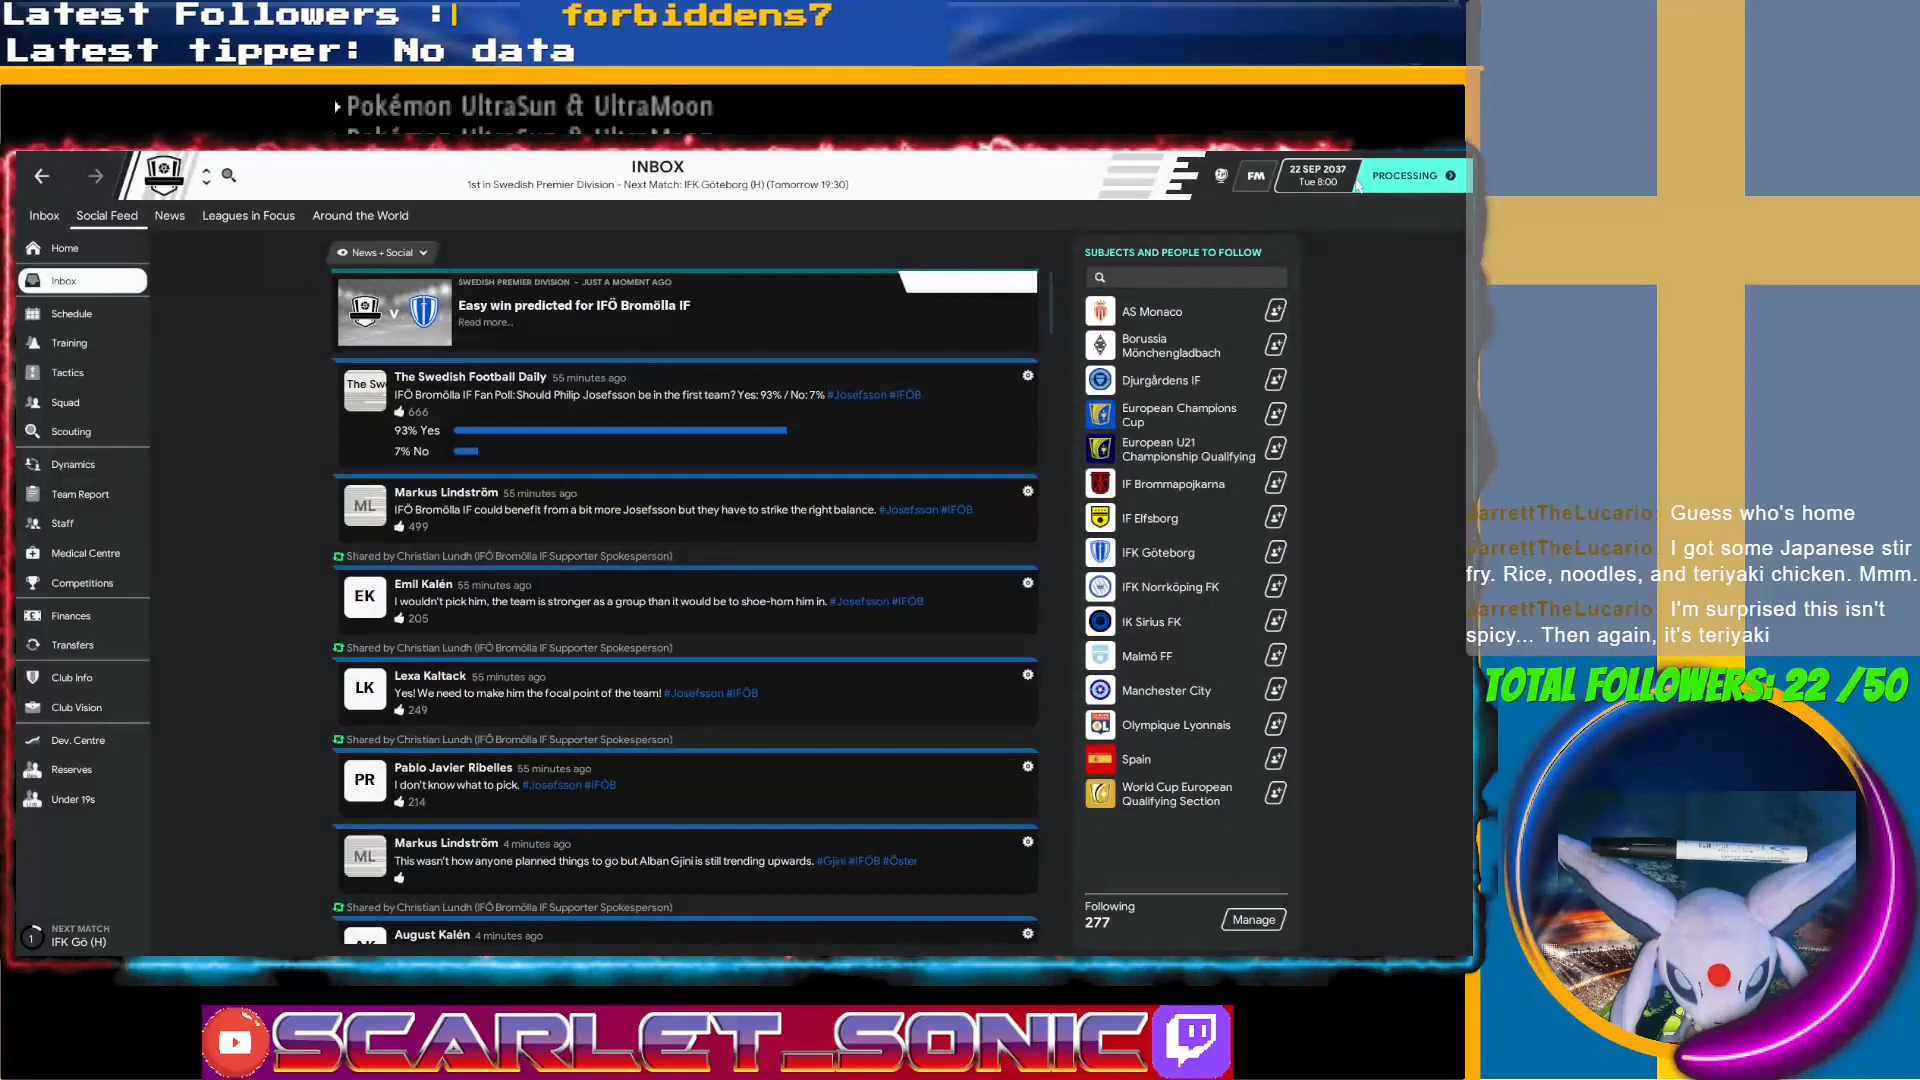 Latest Followers : forbiddens7
Latest tipper: No data
Pokémon UltraSun & UltraMoon
INBOX
1st in Swedish Premier Division - Next Match: IFK Göteborg (H) (Tomorrow 19:30)
FM
22 SEP 2037
Tue 8:00
PROCESSING
Inbox
Social Feed
News
Leagues in Focus
Around the World
Home
Inbox
Schedule
Training
Tactics
Squad
Scouting
Dynamics
Team Report
Staff
Medical Centre
Competitions
Finances
Transfers
Club Info
Club Vision
Dev. Centre
Reserves
Under 19s
1
NEXT MATCH
IFK Gö (H)
News + Social
SWEDISH PREMIER DIVISION - JUST A MOMENT AGO
V
Easy win predicted for IFÖ Bromölla IF
Read more...
The Sw
The Swedish Football Daily 55 minutes ago
IFÖ Bromölla IF Fan Poll: Should Philip Josefsson be in the first team? Yes: 93% / No: 7% #Josefsson #IFÖB
666
93% Yes
7% No
ML
Markus Lindström 55 minutes ago
IFÖ Bromölla IF could benefit from a bit more Josefsson but they have to strike the right balance. #Josefsson #IFÖB
499
Shared by Christian Lundh (IFÖ Bromölla IF Supporter Spokesperson)
EK
Emil Kalén 55 minutes ago
I wouldn't pick him, the team is stronger as a group than it would be to shoe-horn him in. #Josefsson #IFÖB
205
Shared by Christian Lundh (IFÖ Bromölla IF Supporter Spokesperson)
LK
Lexa Kaltack 55 minutes ago
Yes! We need to make him the focal point of the team! #Josefsson #IFÖB
249
Shared by Christian Lundh (IFÖ Bromölla IF Supporter Spokesperson)
PR
Pablo Javier Ribelles 55 minutes ago
I don't know what to pick. #Josefsson #IFÖB
214
ML
Markus Lindström 4 minutes ago
This wasn't how anyone planned things to go but Alban Gjini is still trending upwards. #Gjini #IFÖB #Öster
Shared by Christian Lundh (IFÖ Bromölla IF Supporter Spokesperson)
August Kalén 4 minutes ago
SUBJECTS AND PEOPLE TO FOLLOW
AS Monaco
Borussia
Mönchengladbach
Djurgårdens IF
European Champions
Cup
European U21
Championship Qualifying
IF Brommapojkarna
IF Elfsborg
IFK Göteborg
IFK Norrköping FK
IK Sirius FK
Malmö FF
Manchester City
Olympique Lyonnais
Spain
World Cup European
Qualifying Section
Following
277
Manage
JarrettTheLucario: Guess who's home
JarrettTheLucario: I got some Japanese stir
fry. Rice, noodles, and teriyaki chicken. Mmm.
JarrettTheLucario: I'm surprised this isn't
spicy... Then again, it's teriyaki
TOTAL FOLLOWERS: 22 /50
SCARLET_SONIC